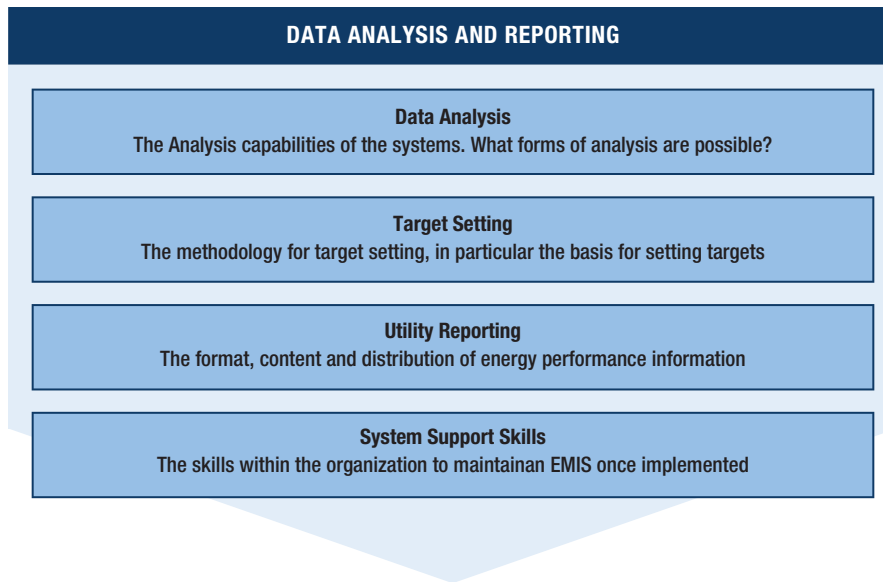 DATA ANALYSIS AND REPORTING
Data Analysis
The Analysis capabilities of the systems. What forms of analysis are possible?
Target Setting
The methodology for target setting, in particular the basis for setting targets
Utility Reporting
The format, content and distribution of energy performance information
System Support Skills
The skills within the organization to maintainan EMIS once implemented